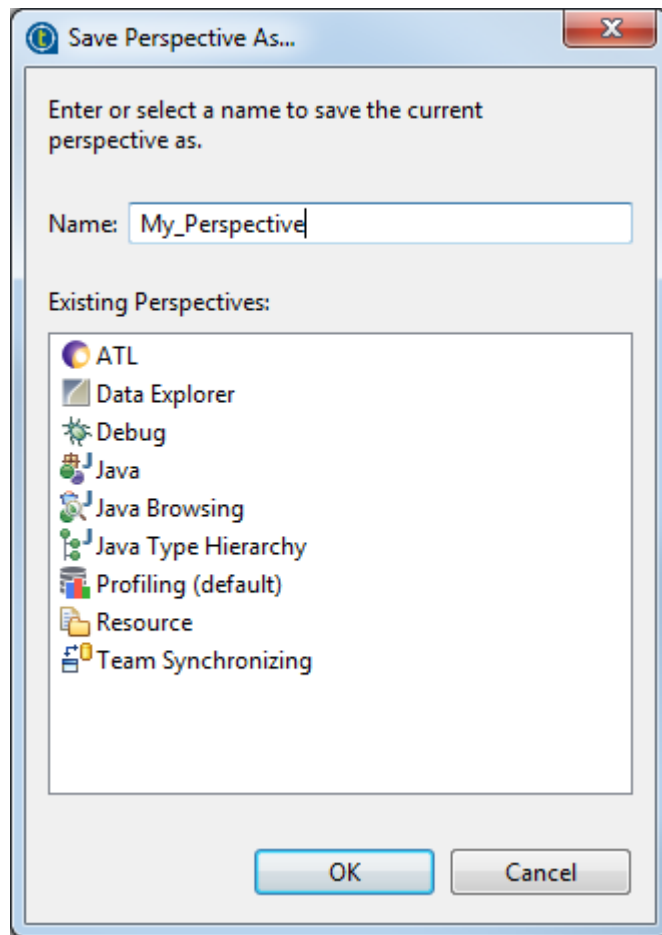 Save Perspective As...
Enter or select a name to save the current
perspective as.
Name: My_Perspective
Existing Perspectives:
ATL
Data Explorer
Debug
Java
Java Browsing
Java Type Hierarchy
Profiling (default)
Resource
Team Synchronizing
OK Cancel